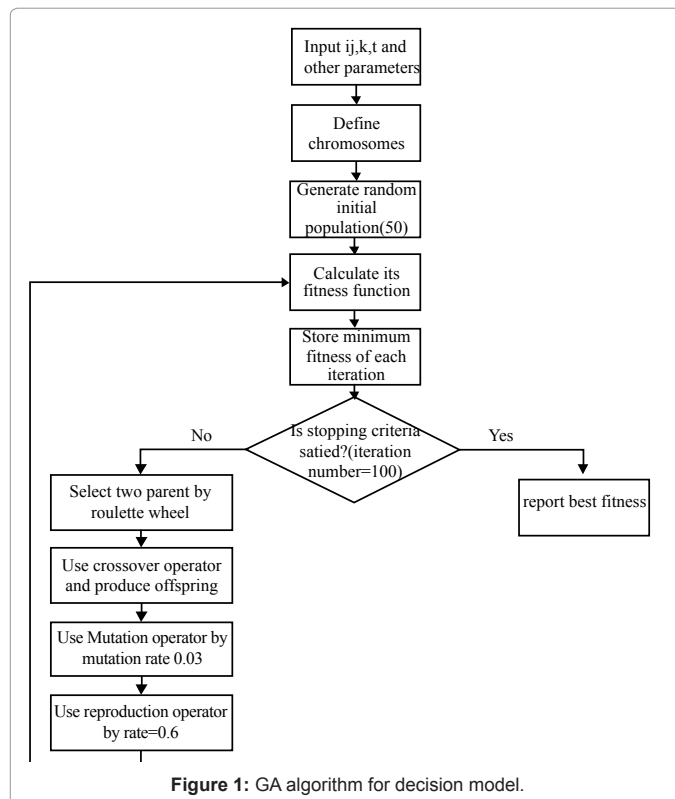 Input ij,k,t and
other parameters
Define
chromosomes
Generate random
initial
population(50)
Calculate its
fitness function
Store minimum
fitness of each
iteration
Is stopping criteria
satied?(iteration
number=100)
No
Yes
Select two parent by
roulette wheel
report best fitness
Use crossover operator
and produce offspring
Use Mutation operator by
mutation rate 0.03
Use reproduction operator
by rate=0.6
Figure 1: GA algorithm for decision model.